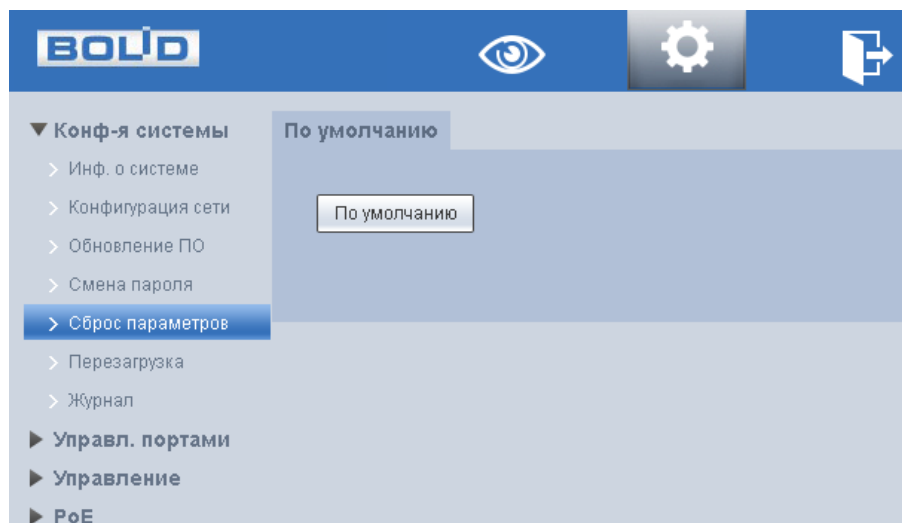 BOLID
Конф-я системы
По умолчанию
Инф. о системе
Конфигурация сети
По умолчанию
Обновление ПО
Смена пароля
Сброс параметров
Перезагрузка
Журнал
Управл. портами
Управление
PoE